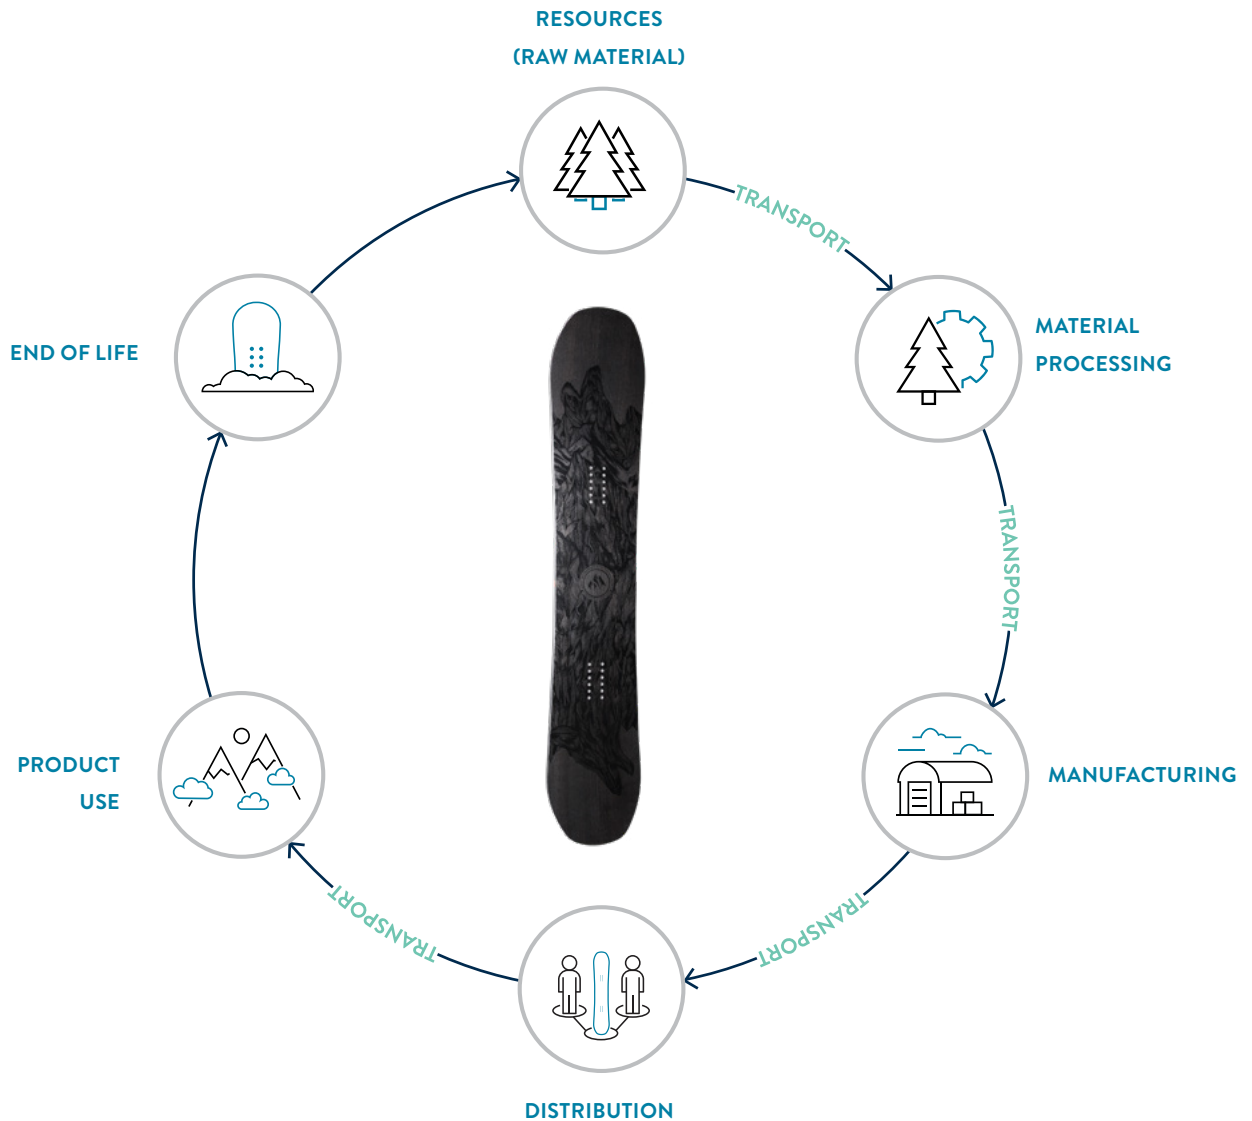 RESOURCES
(RAW MATERIAL)
TRANSPORT
MATERIAL
PROCESSING
TRANSPORT
MANUFACTURING
TRANSPORT
DISTRIBUTION
TRANSPORT
PRODUCT
USE
END OF LIFE